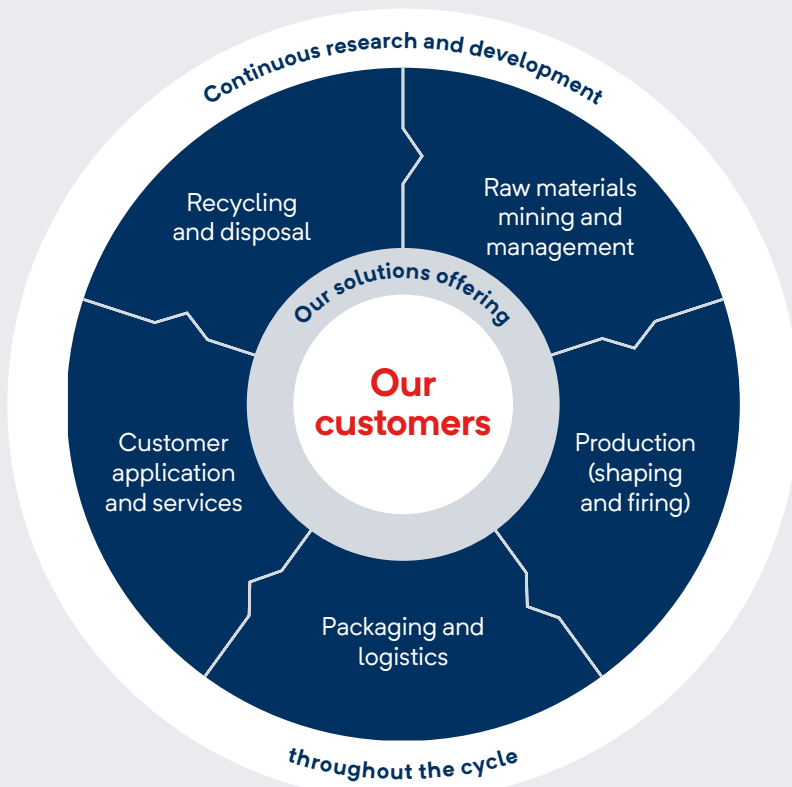 Continuous research and development
Recycling
and disposal
Raw materials
mining and
management
Our solutions offering
Our
customers
Customer
application
and services
Production
(shaping
and firing)
Packaging and
logistics
throughout the cycle